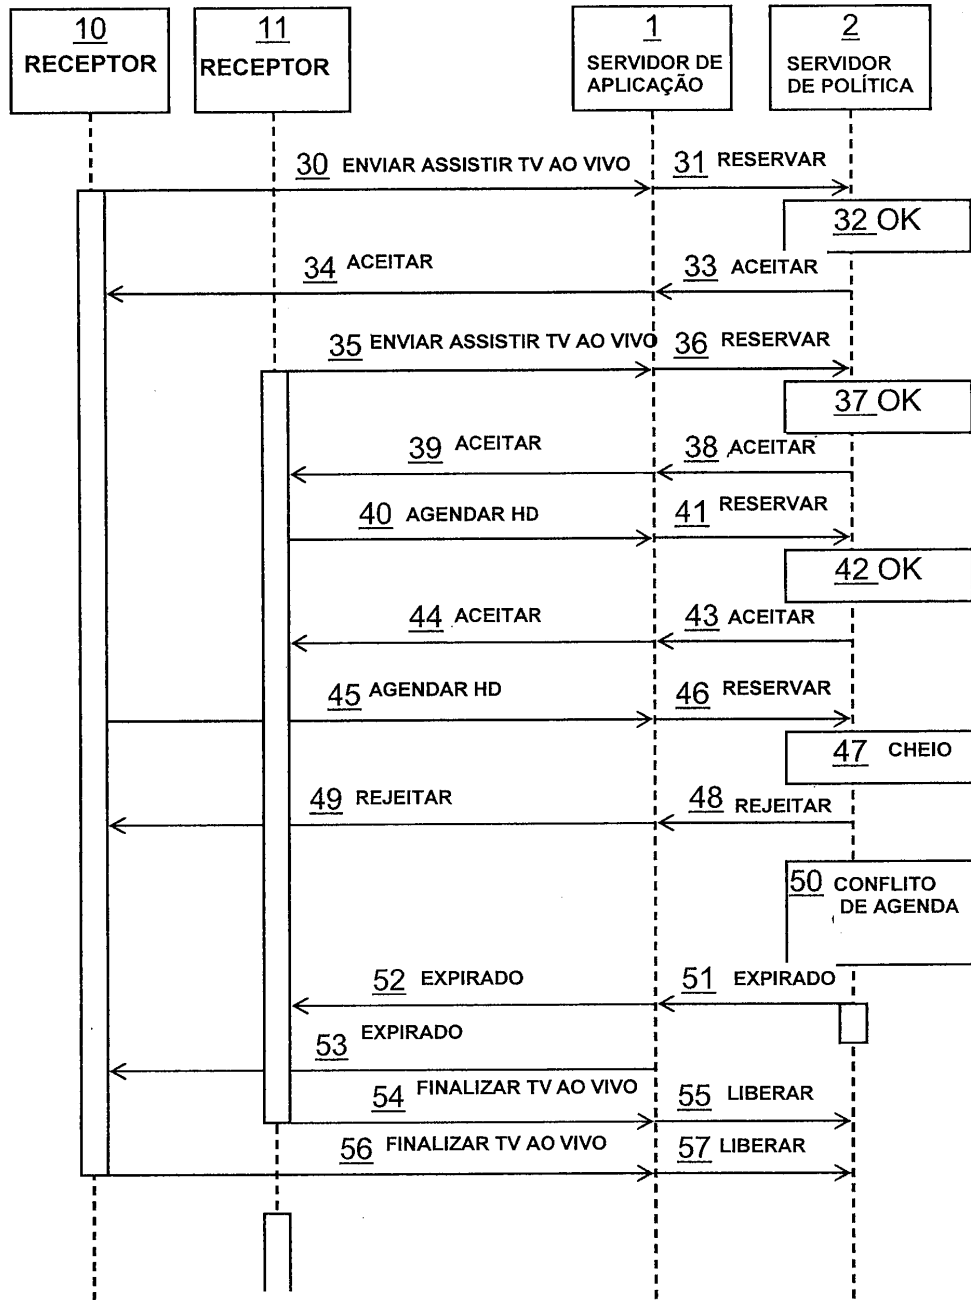 10
RECEPTOR
11
RECEPTOR
1
SERVIDOR DE
APLICAÇÃO
2
SERVIDOR
DE POLÍTICA
30 ENVIAR ASSISTIR TV AO VIVO
31 RESERVAR
32 OK
34 ACEITAR
33 ACEITAR
35 ENVIAR ASSISTIR TV AO VIVO
36 RESERVAR
37 OK
39 ACEITAR
38 ACEITAR
40 AGENDAR HD
41 RESERVAR
42 OK
44 ACEITAR
43 ACEITAR
45 AGENDAR HD
46 RESERVAR
47 CHEIO
49 REJEITAR
48 REJEITAR
50 CONFLITO
DE AGENDA
52 EXPIRADO
51 EXPIRADO
53 EXPIRADO
54 FINALIZAR TV AO VIVO
55 LIBERAR
56 FINALIZAR TV AO VIVO
57 LIBERAR